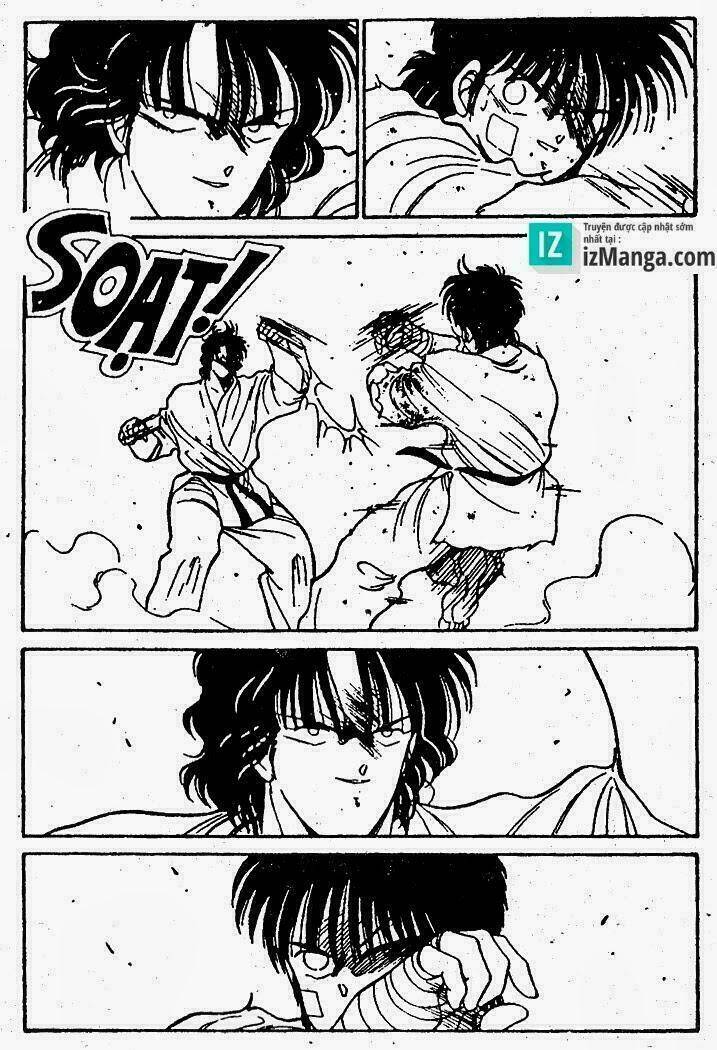 SOẠT!
IZ
Truyện được cập nhật sớm
nhất tại :
izManga.com